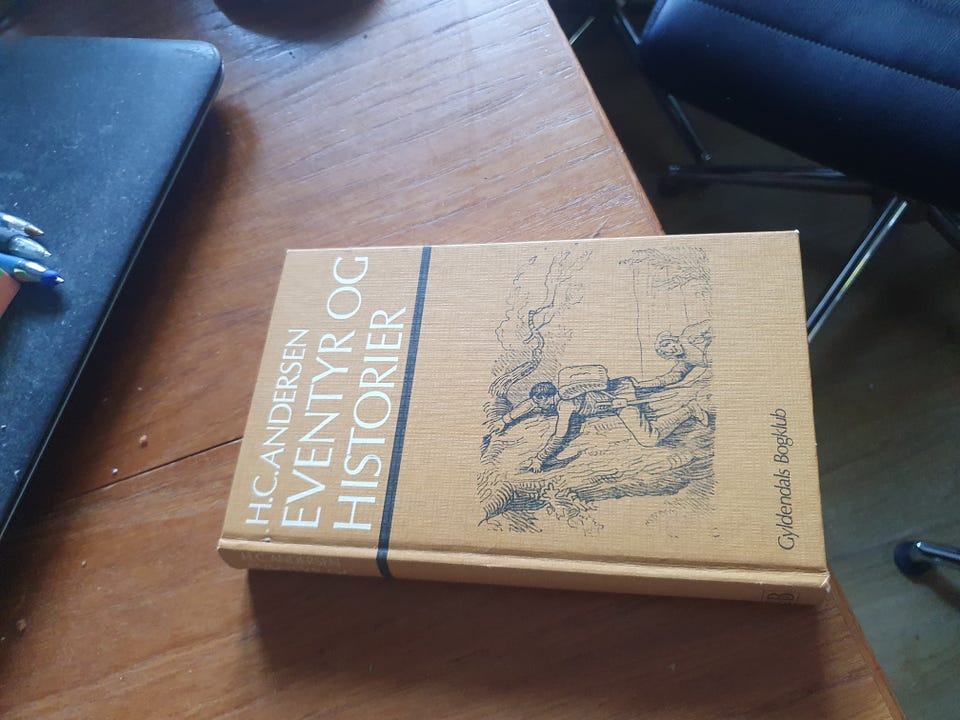 H.C.ANDERSEN
EVENTYR OG
HISTORIER
Gyldendals Bogklub